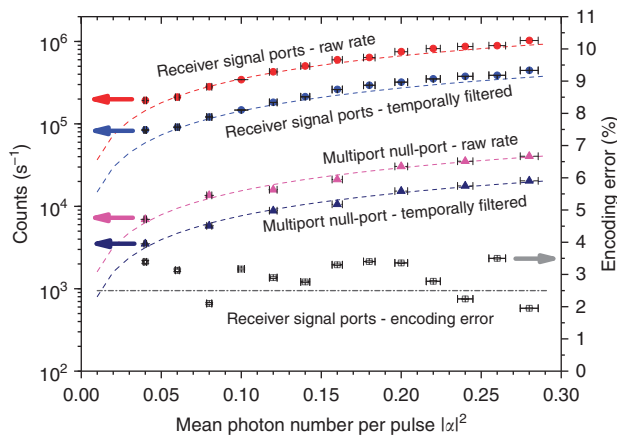 Receiver signal ports - raw rate
Receiver signal ports - temporally filtered
Multiport null-port - raw rate
Multiport null-port - temporally filtered
Receiver signal ports - encoding error
Counts (s⁻¹)
10⁶
10⁵
10⁴
10³
10²
Encoding error (%)
11
10
9
8
7
6
5
4
3
2
1
0
0.00 0.05 0.10 0.15 0.20 0.25 0.30
Mean photon number per pulse |α|²